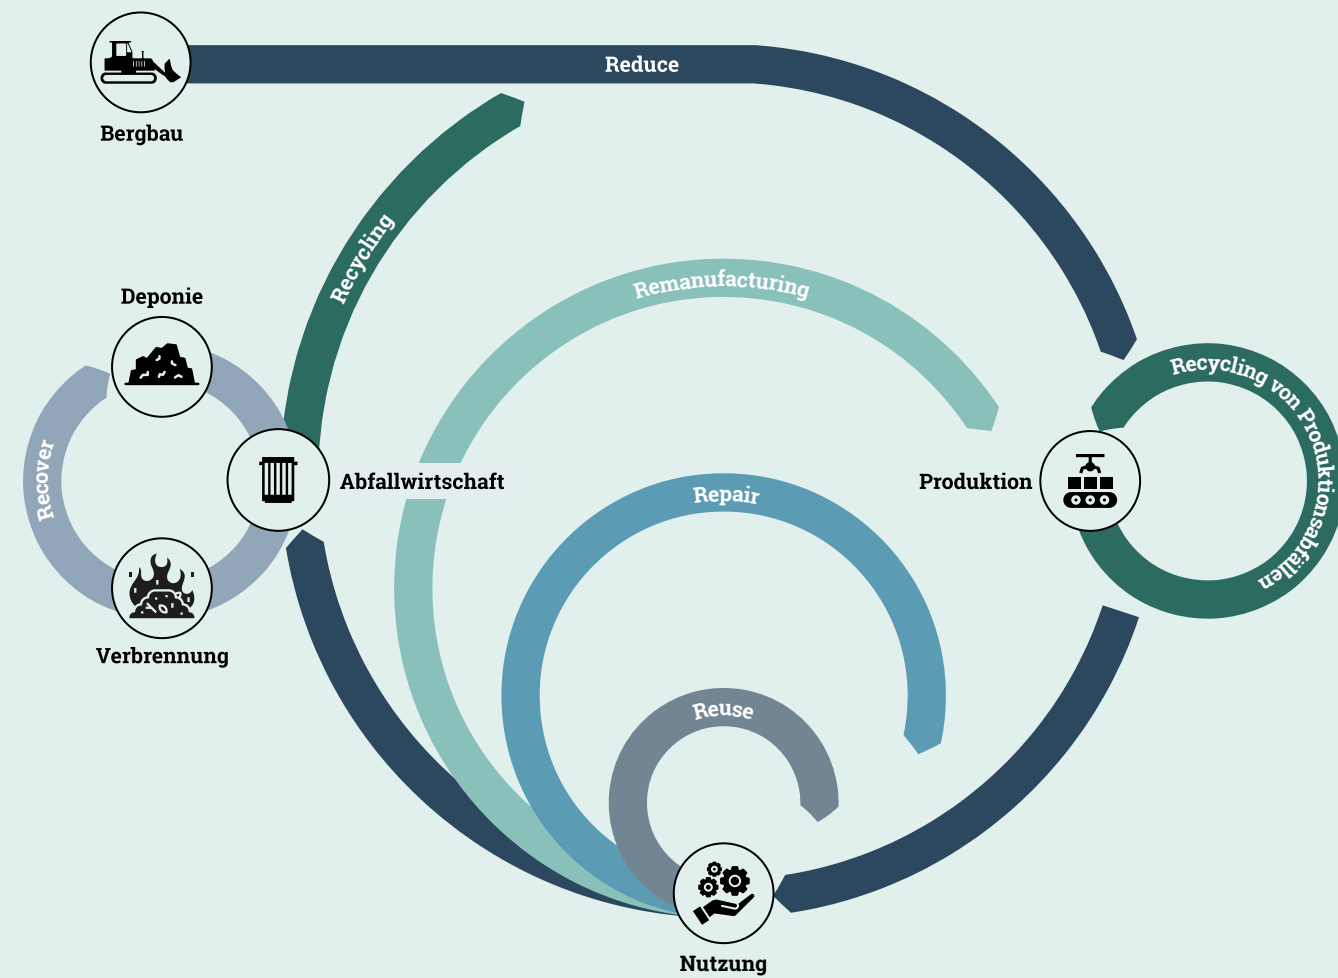 Reduce
Bergbau
Recycling
Remanufacturing
Deponie
Recycling von Produktionsabfällen
Recover
Abfallwirtschaft
Produktion
Repair
Verbrennung
Reuse
Nutzung